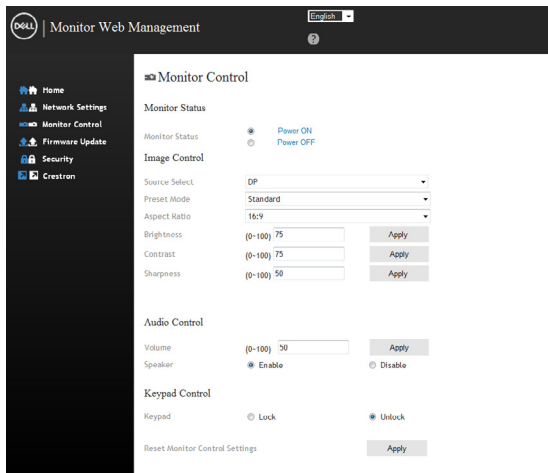 DELL | Monitor Web Management
English
?
Home
Network Settings
Monitor Control
Firmware Update
Security
Crestron
Monitor Control
Monitor Status
Monitor Status Power ON
Power OFF
Image Control
Source Select DP
Preset Mode Standard
Aspect Ratio 16:9
Brightness (0~100) 75 Apply
Contrast (0~100) 75 Apply
Sharpness (0~100) 50 Apply
Audio Control
Volume (0~100) 50 Apply
Speaker Enable Disable
Keypad Control
Keypad Lock Unlock
Reset Monitor Control Settings Apply